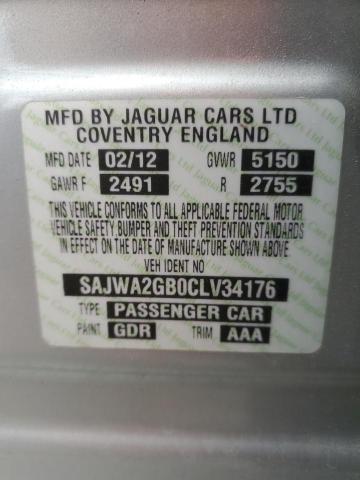 MFD BY JAGUAR CARS LTD
COVENTRY ENGLAND
MFD DATE 02/12 GVWR 5150
GAWR F 2491 R 2755
THIS VEHICLE CONFORMS TO ALL APPLICABLE FEDERAL MOTOR
VEHICLE SAFETY, BUMPER AND THEFT PREVENTION STANDARDS
IN EFFECT ON THE DATE OF MANUFACTURE SHOWN ABOVE.
VEH IDENT No
SAJWA2GB0CLV34176
TYPE PASSENGER CAR
PAINT GDR TRIM AAA